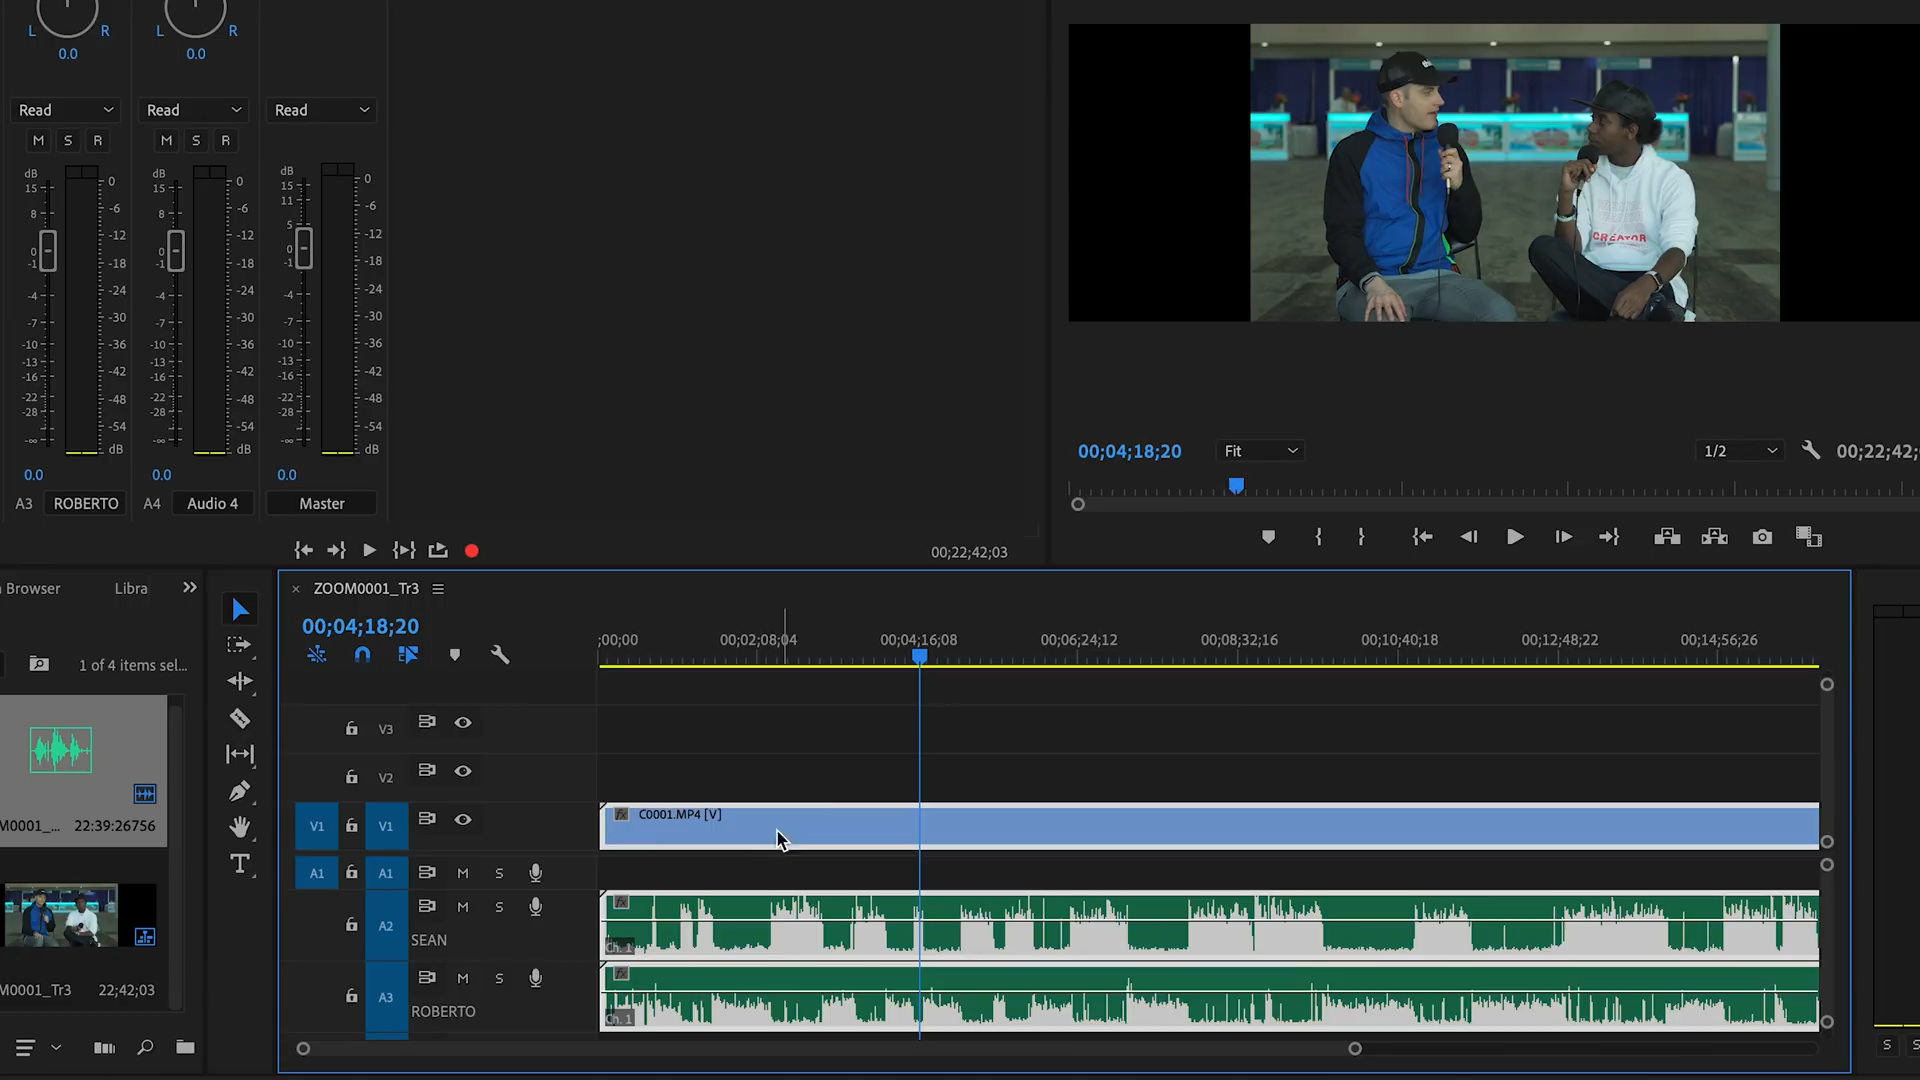 L R L R
0.0 0.0
Read Read Read
M S R M S R
dB dB dB
15 0 15 0 15 0
8 -6 8 -6 11 -6
-12 -12 5 -12
0 0 0
-1 -18 -1 -18 -1 -18
-24 -24 -24
-4 -30 -4 -30 -4 -30
-7 -36 -7 -36 -7 -36
-10 -10 -10
-13 -42 -13 -42 -13 -42
-16 -16 -16
-22 -48 -22 -48 -22 -48
-28 -54 -28 -54 -28 -54
-∞ dB -∞ dB -∞ dB
0.0 0.0 0.0
A3 ROBERTO A4 Audio 4 Master
00;22;42;03
CREATOR
00;04;18;20 Fit 1/2 00;22;42;
Browser Libra
1 of 4 items sel...
M0001_... 22:39:26756
M0001_Tr3 22;42;03
ZOOM0001_Tr3
00;04;18;20
;00;00 00;02;08;04 00;04;16;08 00;06;24;12 00;08;32;16 00;10;40;18 00;12;48;22 00;14;56;26
V3
V2
V1 V1 fx C0001.MP4 [V]
A1 A1 M S
A2 M S fx
SEAN Ch. 1
A3 M S fx
ROBERTO Ch. 1
S S